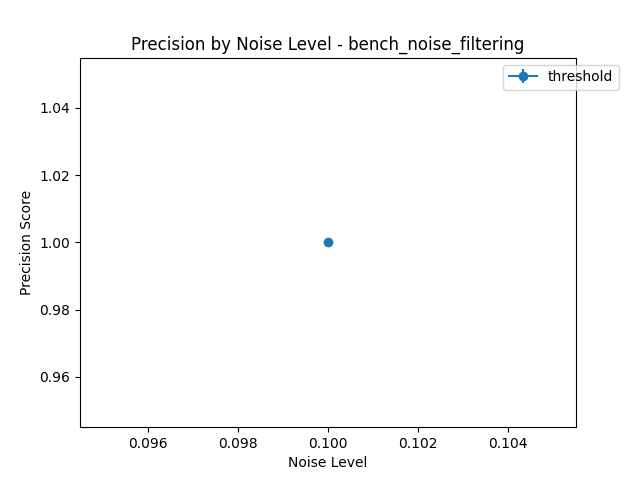 Precision by Noise Level - bench_noise_filtering
threshold
1.04
1.02
1.00
0.98
0.96
Precision Score
0.096
0.098
0.100
0.102
0.104
Noise Level